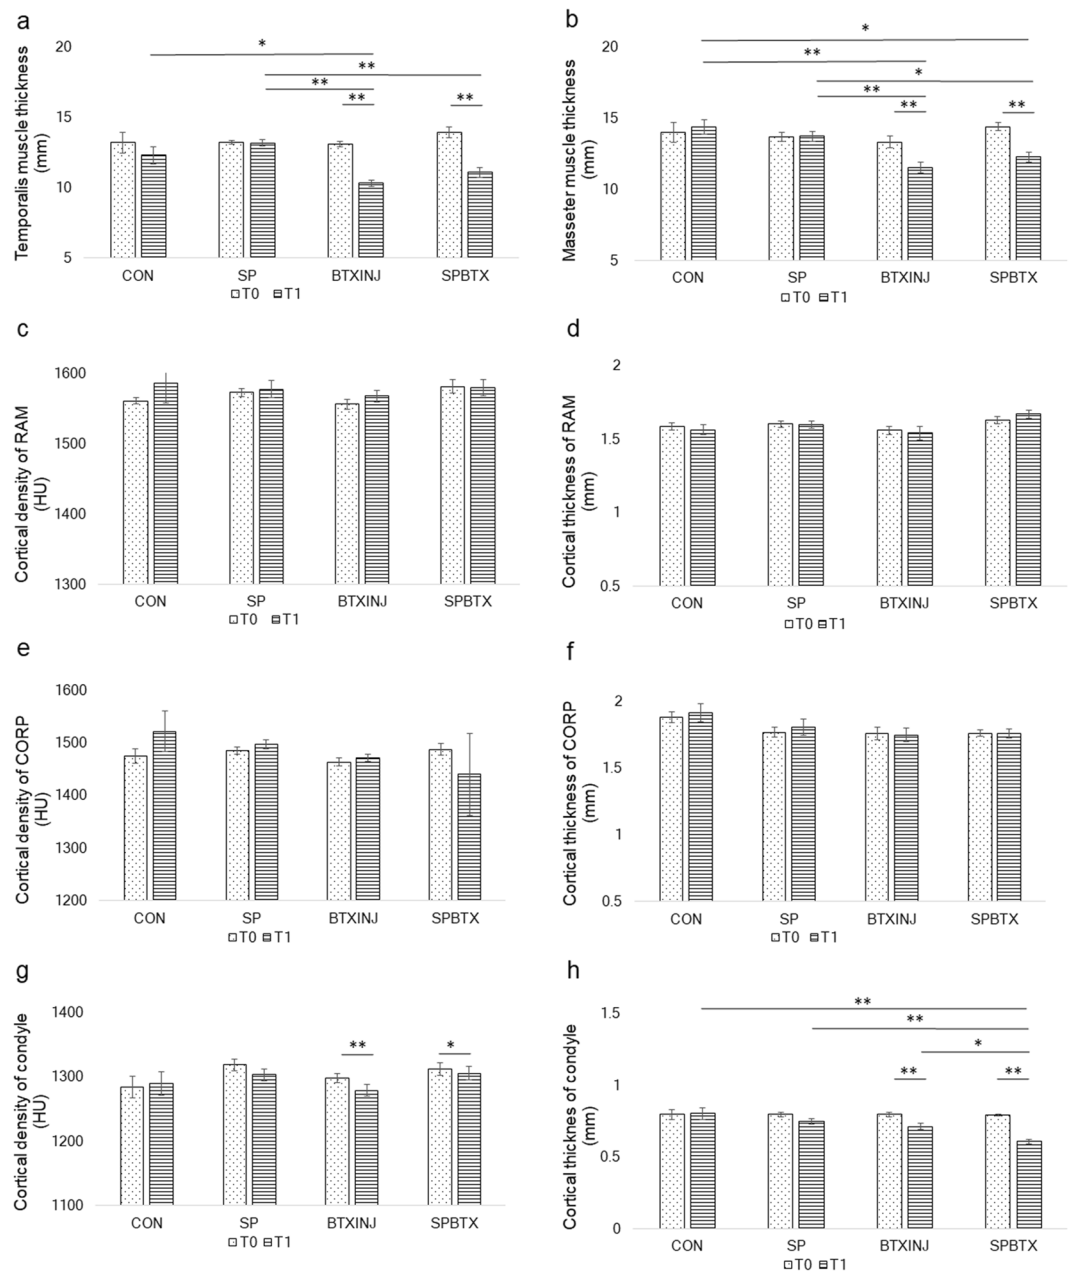 a
Temporalis muscle thickness
(mm)
20
15
10
5
*
**
**
**
**
CON SP BTXINJ SPBTX
T0 T1
b
Masseter muscle thickness
(mm)
20
15
10
5
*
**
*
**
**
**
CON SP BTXINJ SPBTX
T0 T1
c
Cortical density of RAM
(HU)
1600
1500
1400
1300
CON SP BTXINJ SPBTX
T0 T1
d
Cortical thickness of RAM
(mm)
2
1.5
1
0.5
CON SP BTXINJ SPBTX
T0 T1
e
Cortical density of CORP
(HU)
1600
1500
1400
1300
1200
CON SP BTXINJ SPBTX
T0 T1
f
Cortical thickness of CORP
(mm)
2
1.5
1
0.5
CON SP BTXINJ SPBTX
T0 T1
g
Cortical density of condyle
(HU)
1400
1300
1200
1100
**
*
CON SP BTXINJ SPBTX
T0 T1
h
Cortical thicknes of condyle
(mm)
1.5
1
0.5
0
**
**
*
**
**
CON SP BTXINJ SPBTX
T0 T1